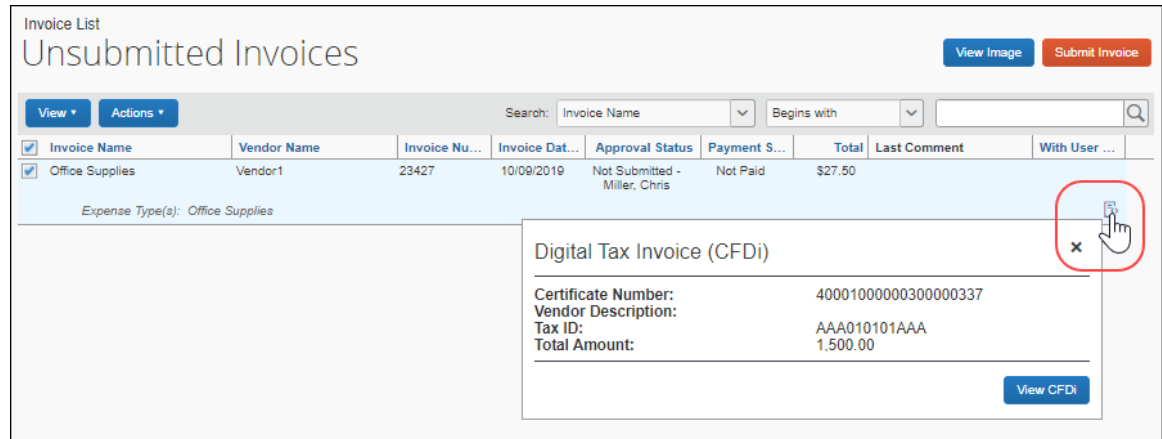 Invoice List
Unsubmitted Invoices
View Image Submit Invoice
View Actions Search: Invoice Name Begins with
Invoice Name Vendor Name Invoice Nu... Invoice Dat... Approval Status Payment S... Total Last Comment With User ...
Office Supplies Vendor1 23427 10/09/2019 Not Submitted - Not Paid $27.50
Miller, Chris
Expense Type(s): Office Supplies
Digital Tax Invoice (CFDi) ×
Certificate Number: 40001000000300000337
Vendor Description:
Tax ID: AAA010101AAA
Total Amount: 1,500.00
View CFDi